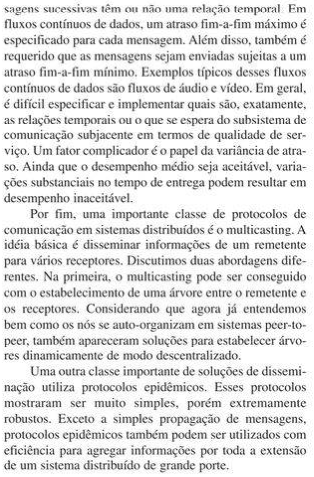 sagens sucessivas têm ou não uma relação temporal. Em
fluxos contínuos de dados, um atraso fim-a-fim máximo é
especificado para cada mensagem. Além disso, também é
requerido que as mensagens sejam enviadas sujeitas a um
atraso fim-a-fim mínimo. Exemplos típicos desses fluxos
contínuos de dados são fluxos de áudio e vídeo. Em geral,
é difícil especificar e implementar quais são, exatamente,
as relações temporais ou o que se espera do subsistema de
comunicação subjacente em termos de qualidade de ser-
viço. Um fator complicador é o papel da variância de atra-
so. Ainda que o desempenho médio seja aceitável, varia-
ções substanciais no tempo de entrega podem resultar em
desempenho inaceitável.
Por fim, uma importante classe de protocolos de
comunicação em sistemas distribuídos é o multicasting. A
idéia básica é disseminar informações de um remetente
para vários receptores. Discutimos duas abordagens dife-
rentes. Na primeira, o multicasting pode ser conseguido
com o estabelecimento de uma árvore entre o remetente e
os receptores. Considerando que agora já entendemos
bem como os nós se auto-organizam em sistemas peer-to-
peer, também apareceram soluções para estabelecer árvo-
res dinamicamente de modo descentralizado.
Uma outra classe importante de soluções de dissemi-
nação utiliza protocolos epidêmicos. Esses protocolos
mostraram ser muito simples, porém extremamente
robustos. Exceto a simples propagação de mensagens,
protocolos epidêmicos também podem ser utilizados com
eficiência para agregar informações por toda a extensão
de um sistema distribuído de grande porte.